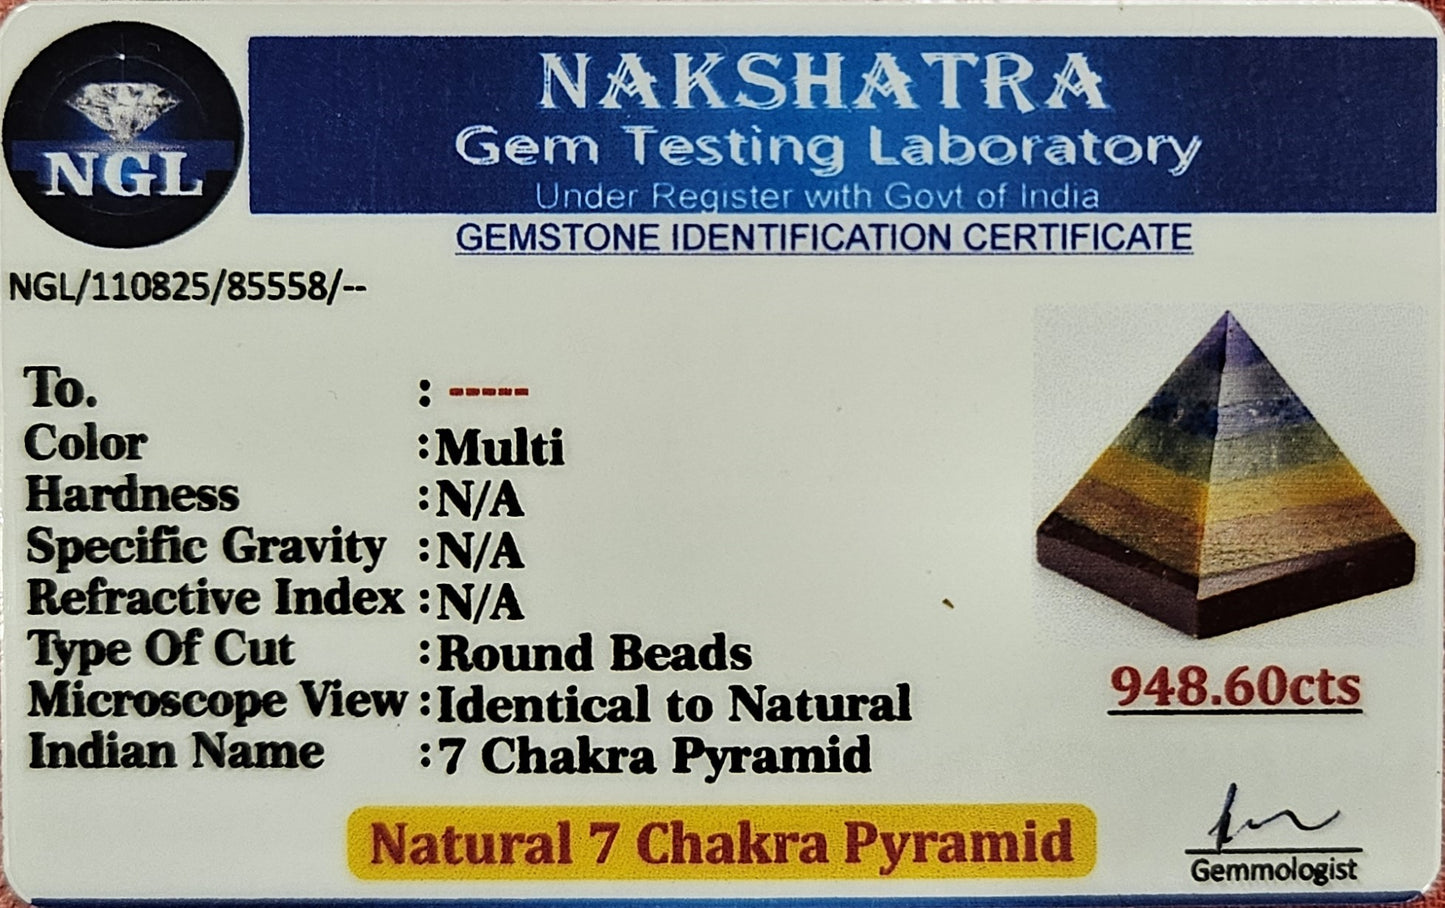 NGL
NAKSHATRA
Gem Testing Laboratory
Under Register with Govt of India
GEMSTONE IDENTIFICATION CERTIFICATE
NGL/110825/85558/--
To. : -----
Color :Multi
Hardness :N/A
Specific Gravity :N/A
Refractive Index :N/A
Type Of Cut :Round Beads
Microscope View :Identical to Natural
Indian Name :7 Chakra Pyramid
948.60cts
Natural 7 Chakra Pyramid
Gemmologist